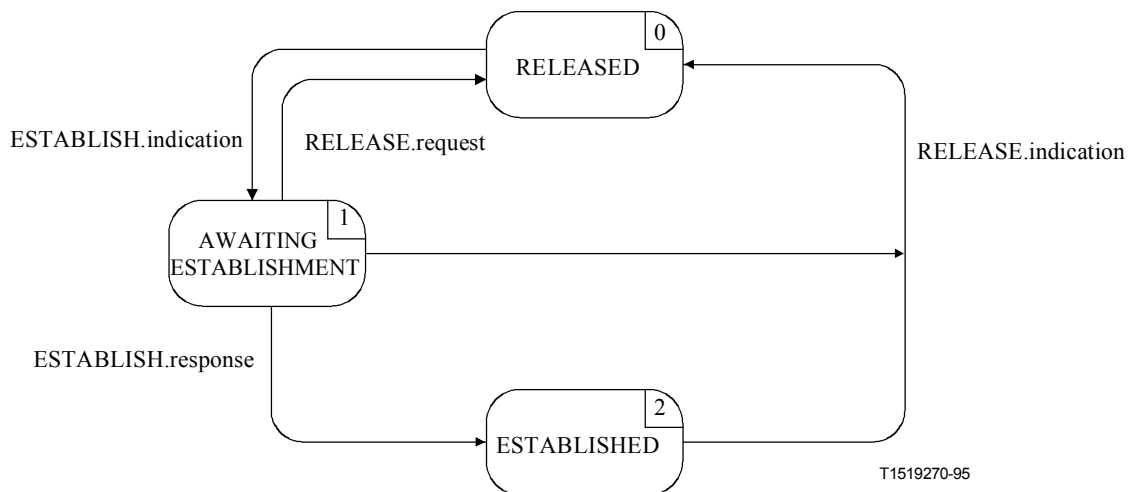 0
RELEASED
ESTABLISH.indication
RELEASE.request
RELEASE.indication
1
AWAITING
ESTABLISHMENT
ESTABLISH.response
2
ESTABLISHED
T1519270-95